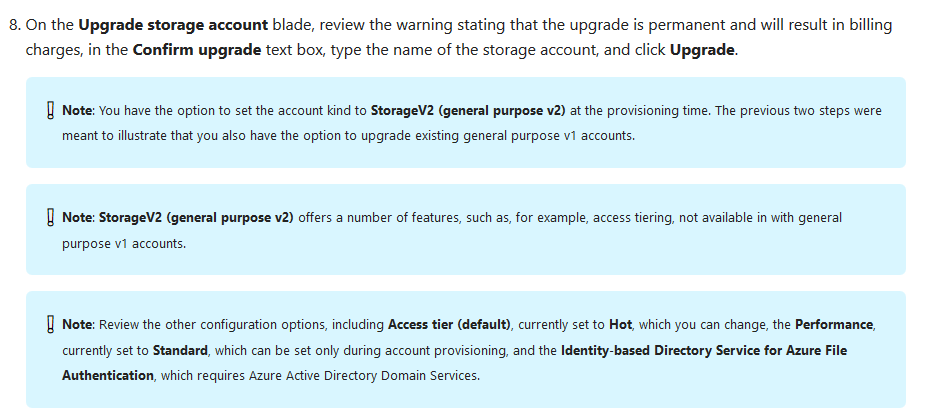 8. On the Upgrade storage account blade, review the warning stating that the upgrade is permanent and will result in billing
charges, in the Confirm upgrade text box, type the name of the storage account, and click Upgrade.
Note: You have the option to set the account kind to StorageV2 (general purpose v2) at the provisioning time. The previous two steps were
meant to illustrate that you also have the option to upgrade existing general purpose v1 accounts.
Note: StorageV2 (general purpose v2) offers a number of features, such as, for example, access tiering, not available in with general
purpose v1 accounts.
Note: Review the other configuration options, including Access tier (default), currently set to Hot, which you can change, the Performance,
currently set to Standard, which can be set only during account provisioning, and the Identity-based Directory Service for Azure File
Authentication, which requires Azure Active Directory Domain Services.